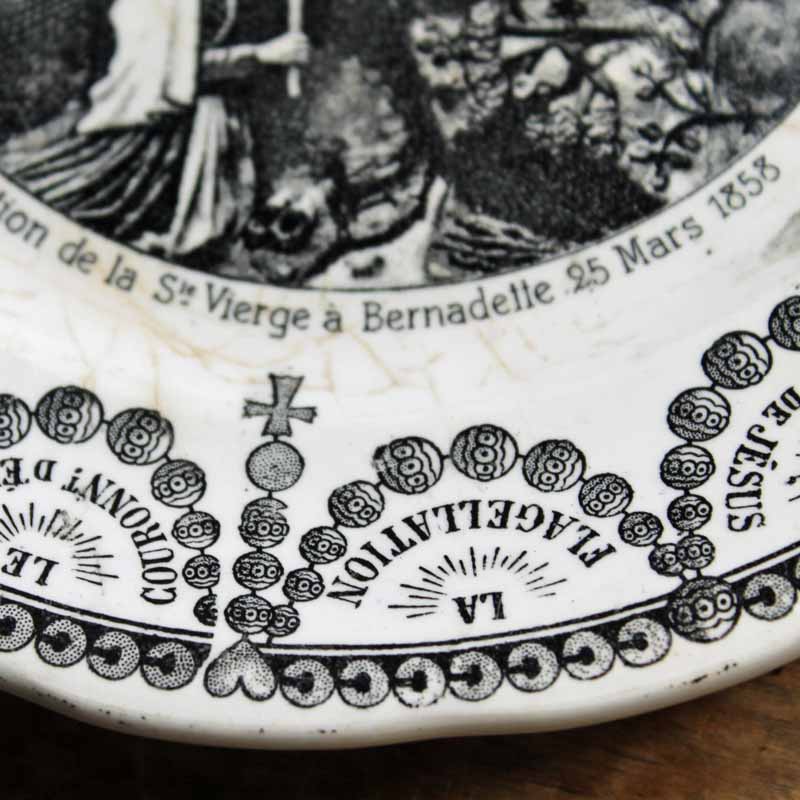 tion de la Ste Vierge à Bernadette 25 Mars 1858
LE
COURONNt D'É
LA
FLAGELLATION
DE JÉSUS